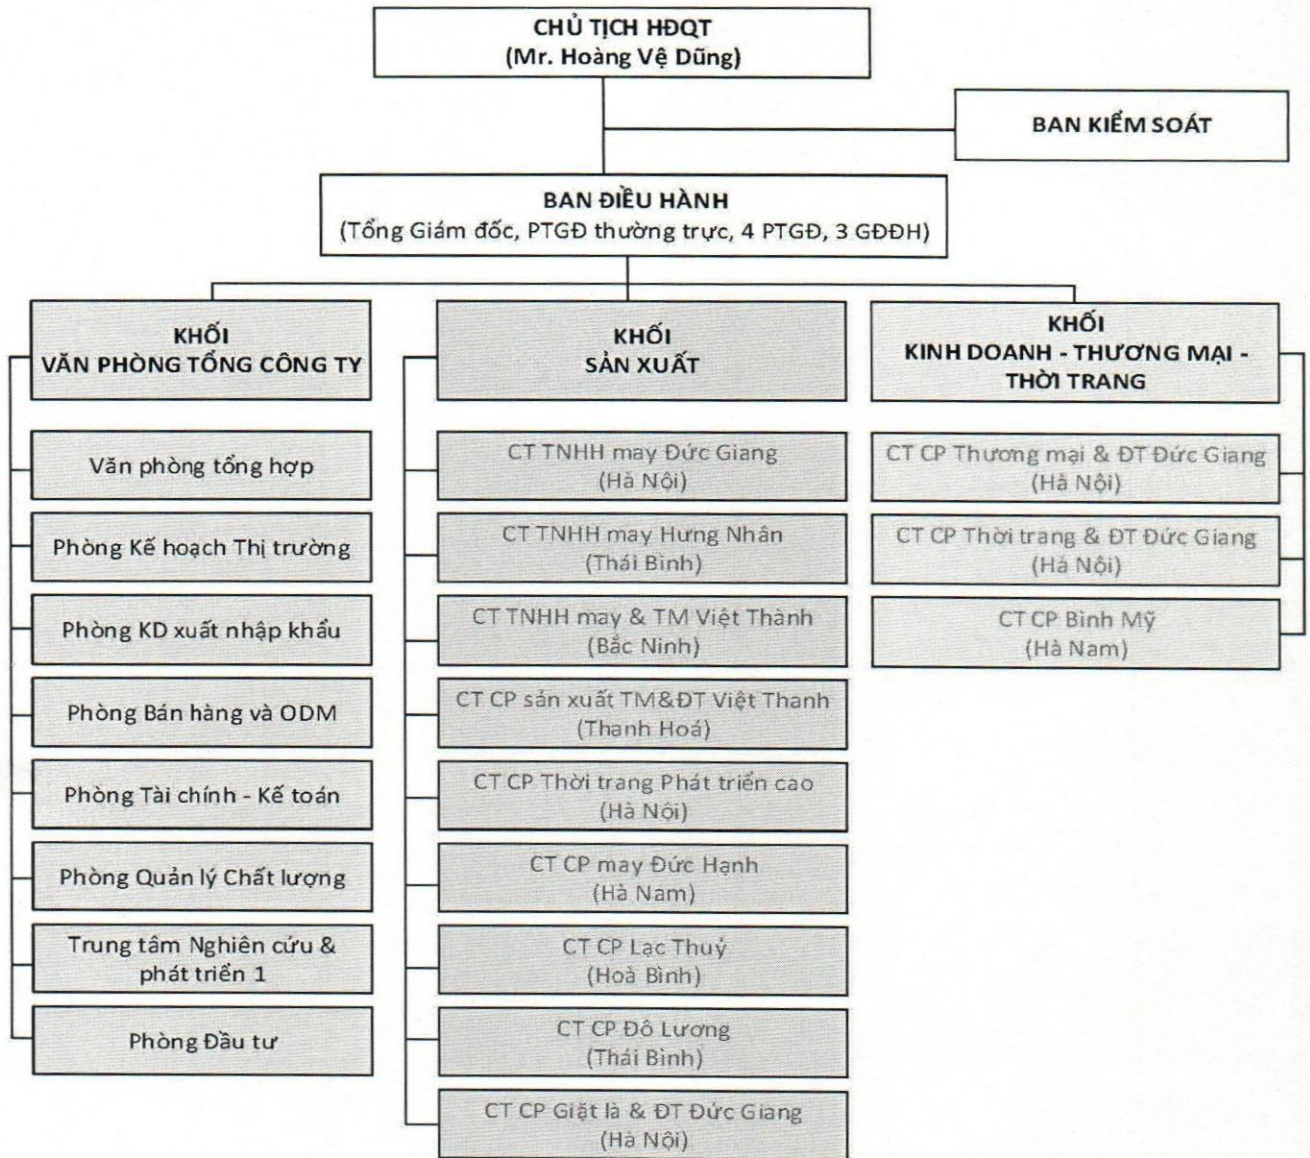 CHỦ TỊCH HĐQT
(Mr. Hoàng Vệ Dũng)
BAN KIỂM SOÁT
BAN ĐIỀU HÀNH
(Tổng Giám đốc, PTGĐ thường trực, 4 PTGĐ, 3 GĐĐH)
KHỐI
VĂN PHÒNG TỔNG CÔNG TY
Văn phòng tổng hợp
Phòng Kế hoạch Thị trường
Phòng KD xuất nhập khẩu
Phòng Bán hàng và ODM
Phòng Tài chính - Kế toán
Phòng Quản lý Chất lượng
Trung tâm Nghiên cứu &
phát triển 1
Phòng Đầu tư
KHỐI
SẢN XUẤT
CT TNHH may Đức Giang
(Hà Nội)
CT TNHH may Hưng Nhân
(Thái Bình)
CT TNHH may & TM Việt Thành
(Bắc Ninh)
CT CP sản xuất TM&ĐT Việt Thanh
(Thanh Hoá)
CT CP Thời trang Phát triển cao
(Hà Nội)
CT CP may Đức Hạnh
(Hà Nam)
CT CP Lạc Thuỷ
(Hoà Bình)
CT CP Đô Lương
(Thái Bình)
CT CP Giặt là & ĐT Đức Giang
(Hà Nội)
KHỐI
KINH DOANH - THƯƠNG MẠI -
THỜI TRANG
CT CP Thương mại & ĐT Đức Giang
(Hà Nội)
CT CP Thời trang & ĐT Đức Giang
(Hà Nội)
CT CP Bình Mỹ
(Hà Nam)